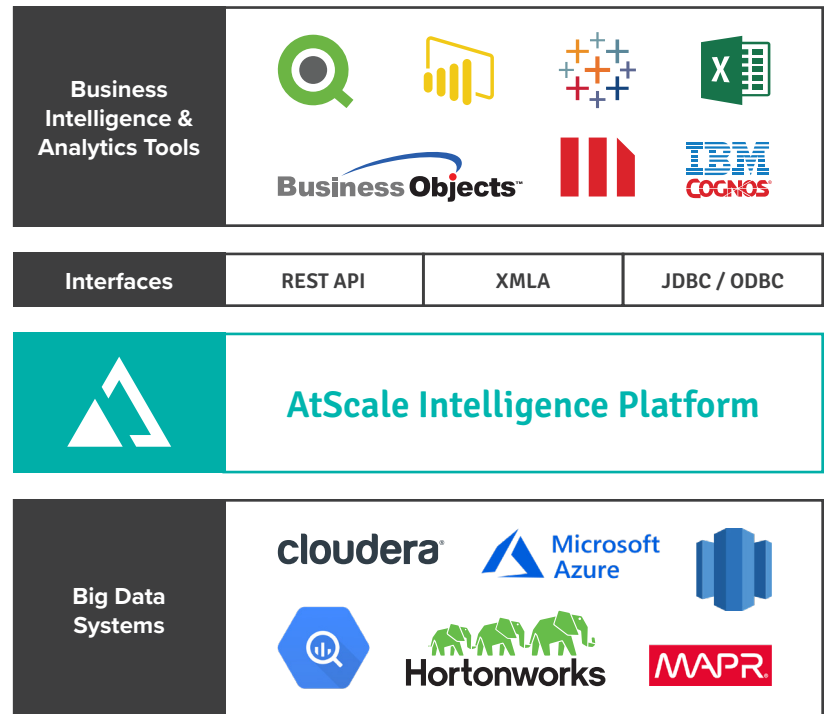 Business
Intelligence &
Analytics Tools
X
Business Objects™
IBM
COGNOS®
Interfaces
REST API
XMLA
JDBC / ODBC
AtScale Intelligence Platform
Big Data
Systems
cloudera®
Microsoft
Azure
Hortonworks
MAPR®